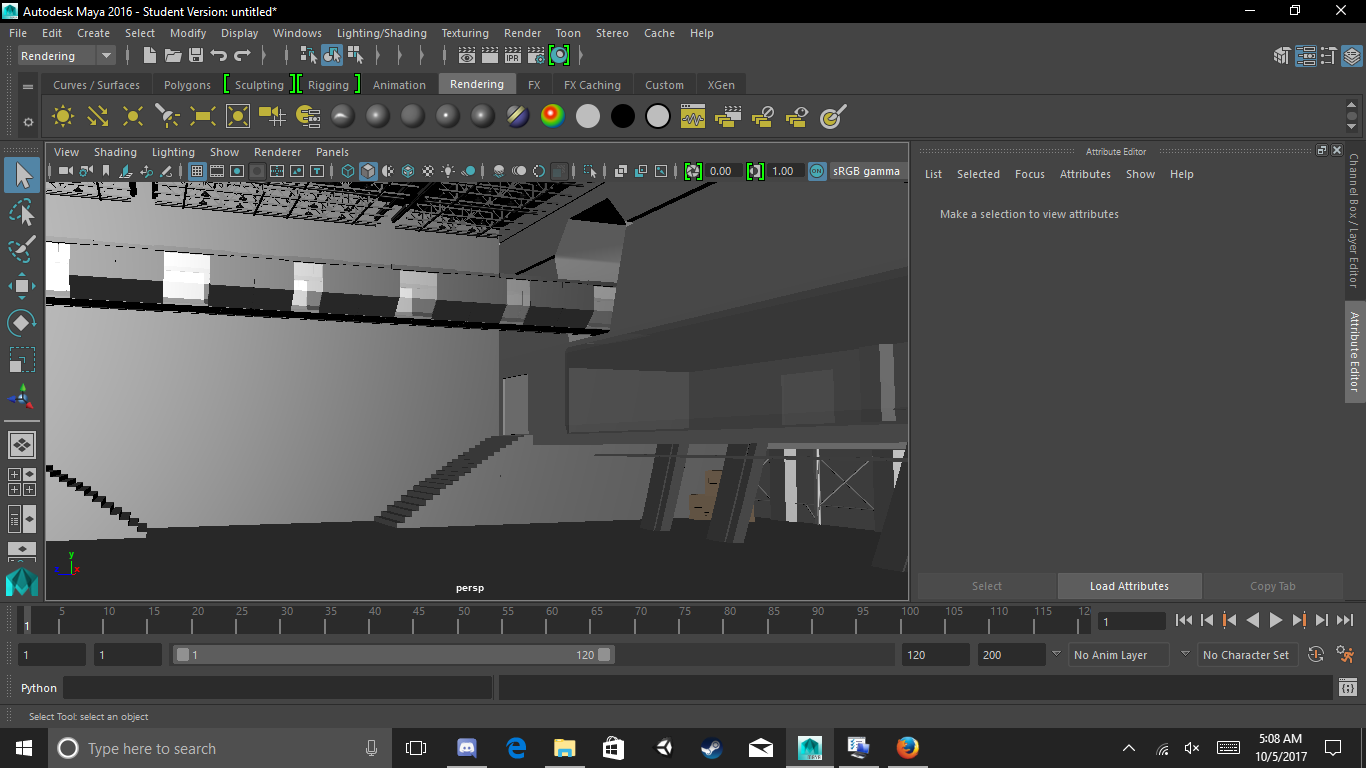 Autodesk Maya 2016 - Student Version: untitled*
File Edit Create Select Modify Display Windows Lighting/Shading Texturing Render Toon Stereo Cache Help
Rendering IPR
Curves / Surfaces Polygons Sculpting Rigging Animation Rendering FX FX Caching Custom XGen
View Shading Lighting Show Renderer Panels
0.00 1.00 ON sRGB gamma
Attribute Editor
List Selected Focus Attributes Show Help
Make a selection to view attributes
Channel Box / Layer Editor
Attribute Editor
y
x
persp
Select Load Attributes Copy Tab
5 10 15 20 25 30 35 40 45 50 55 60 65 70 75 80 85 90 95 100 105 110 115 12
1 1
1 1 1 120 120 200 No Anim Layer No Character Set
Python
Select Tool: select an object
Type here to search
5:08 AM
10/5/2017